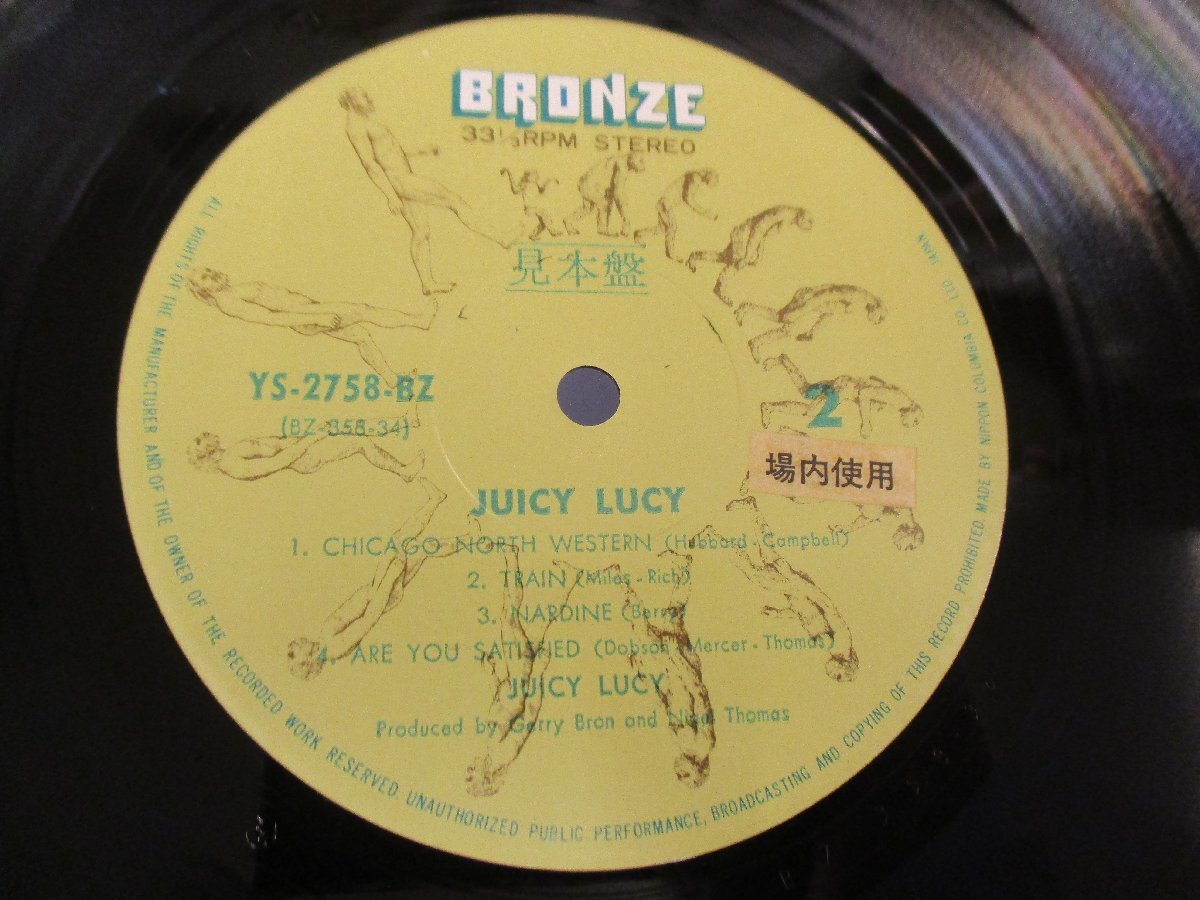 BRONZE
33⅓RPM STEREO
見本盤
YS-2758-BZ
(BZ-358-34)
2
場内使用
JUICY LUCY
1. CHICAGO NORTH WESTERN (Hubbard-Campbell)
2. TRAIN (Miles-Rich)
3. NARDINE (Berry)
4. ARE YOU SATISFIED (Dobson-Mercer-Thomas)
JUICY LUCY
Produced by Gerry Bron and Nigel Thomas
ALL RIGHTS OF THE MANUFACTURER AND OF THE OWNER OF THE RECORDED WORK RESERVED. UNAUTHORIZED PUBLIC PERFORMANCE, BROADCASTING AND COPYING OF THIS RECORD PROHIBITED. MADE BY NIPPON COLUMBIA CO. LTD.